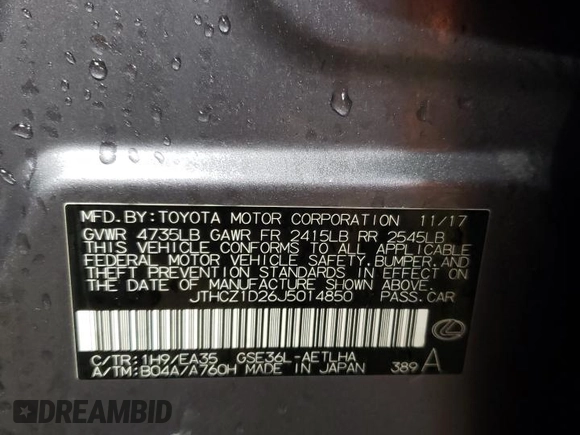 MFD.BY:TOYOTA MOTOR CORPORATION 11/17
GVWR 4735LB GAWR FR 2415LB RR 2545LB
THIS VEHICLE CONFORMS TO ALL APPLICABLE
FEDERAL MOTOR VEHICLE SAFETY,BUMPER,AND
THEFT PREVENTION STANDARDS IN EFFECT ON
THE DATE OF MANUFACTURE SHOWN ABOVE.
JTHCZ1D26J5014850 PASS.CAR
C/TR:1H9/EA35 GSE36L-AETLHA
A/TM:B04A/A760H MADE IN JAPAN 389 A
DREAMBID